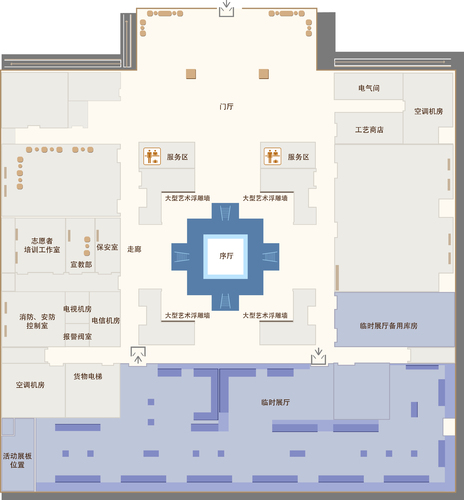 电气间
空调机房
门厅
工艺商店
服务区
服务区
大型艺术浮雕墙
大型艺术浮雕墙
志愿者
培训工作室
保安室
走廊
宣教部
序厅
消防、安防
控制室
电视机房
电信机房
报警阀室
大型艺术浮雕墙
大型艺术浮雕墙
临时展厅备用库房
空调机房
货物电梯
临时展厅
活动展板
位置